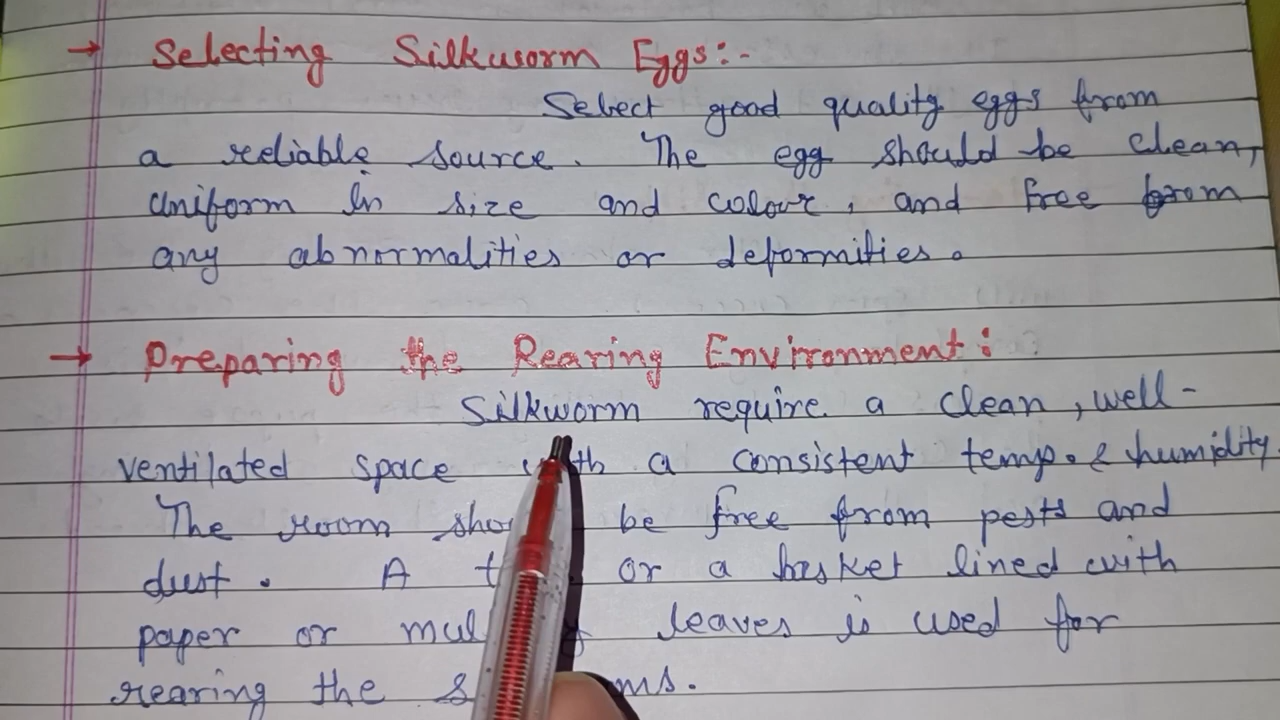 → Selecting Silkworm Eggs:-
Select good quality eggs from
a reliable source. The egg should be clean,
uniform in size and colour, and free from
any abnormalities or deformities.
→ Preparing the Rearing Environment:
Silkworm require a clean, well-
ventilated space with a consistent temp. & humidity.
The room be free from pests and
dust. A or a basket lined with
paper or leaves is used for
rearing the